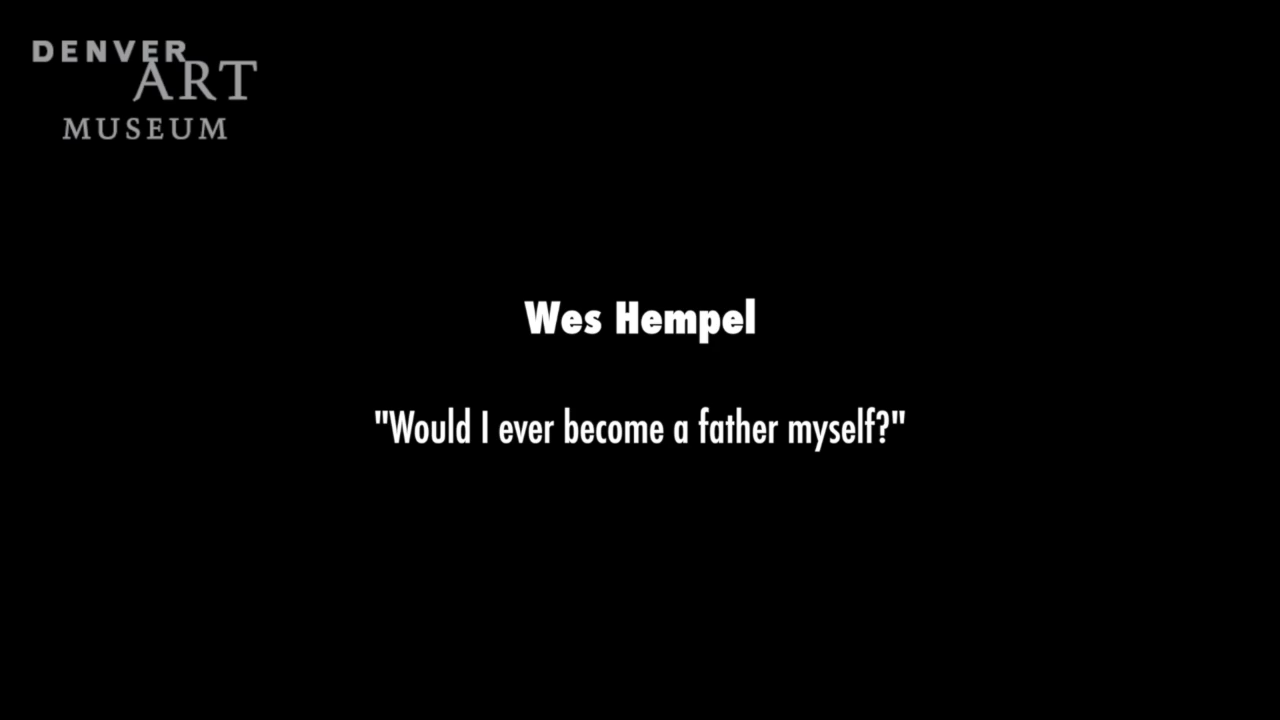 DENVER
ART
MUSEUM
Wes Hempel
"Would I ever become a father myself?"